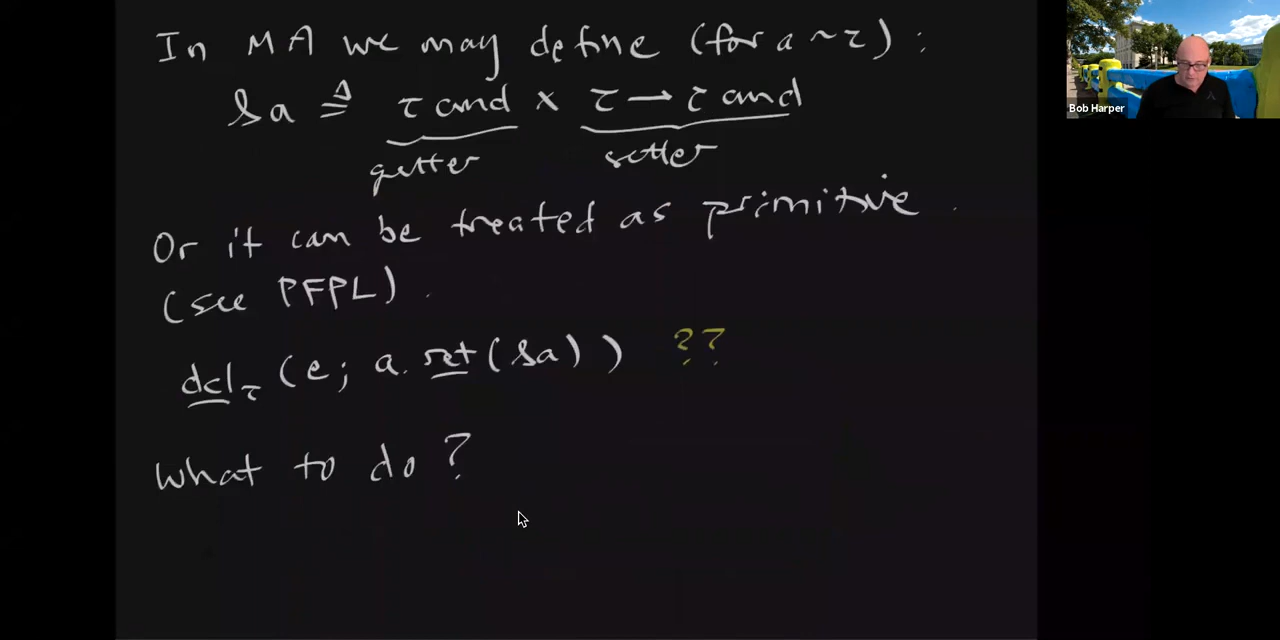 In MA we may define (for a ~ τ) :
&a ≜ τ cmd × τ → τ cmd
getter setter
Or it can be treated as primitive .
(see PFPL) .
dcl_τ (e; a. ret (&a)) ??
What to do ?
Bob Harper